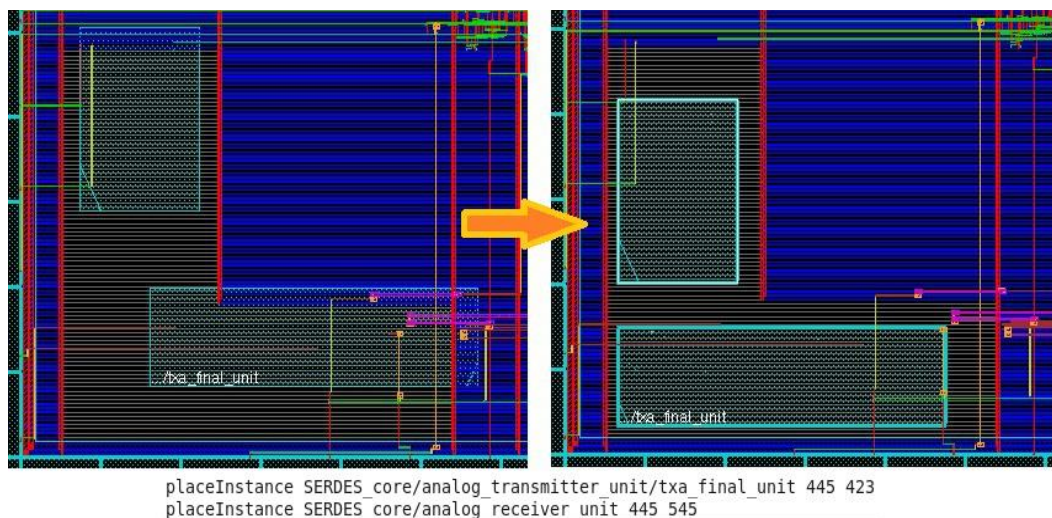 ../txa_final_unit
/txa_final_unit
placeInstance SERDES_core/analog_transmitter_unit/txa_final_unit 445 423
placeInstance SERDES_core/analog_receiver_unit 445 545